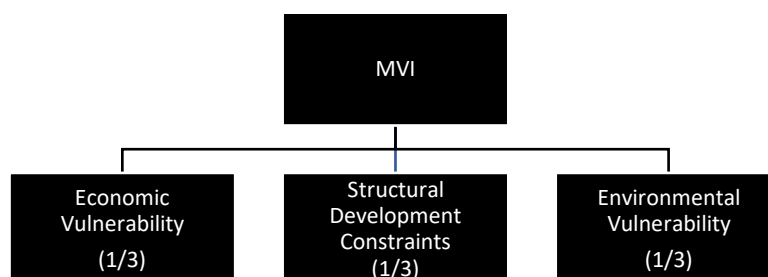 MVI
Economic
Vulnerability
(1/3)
Structural
Development
Constraints
(1/3)
Environmental
Vulnerability
(1/3)